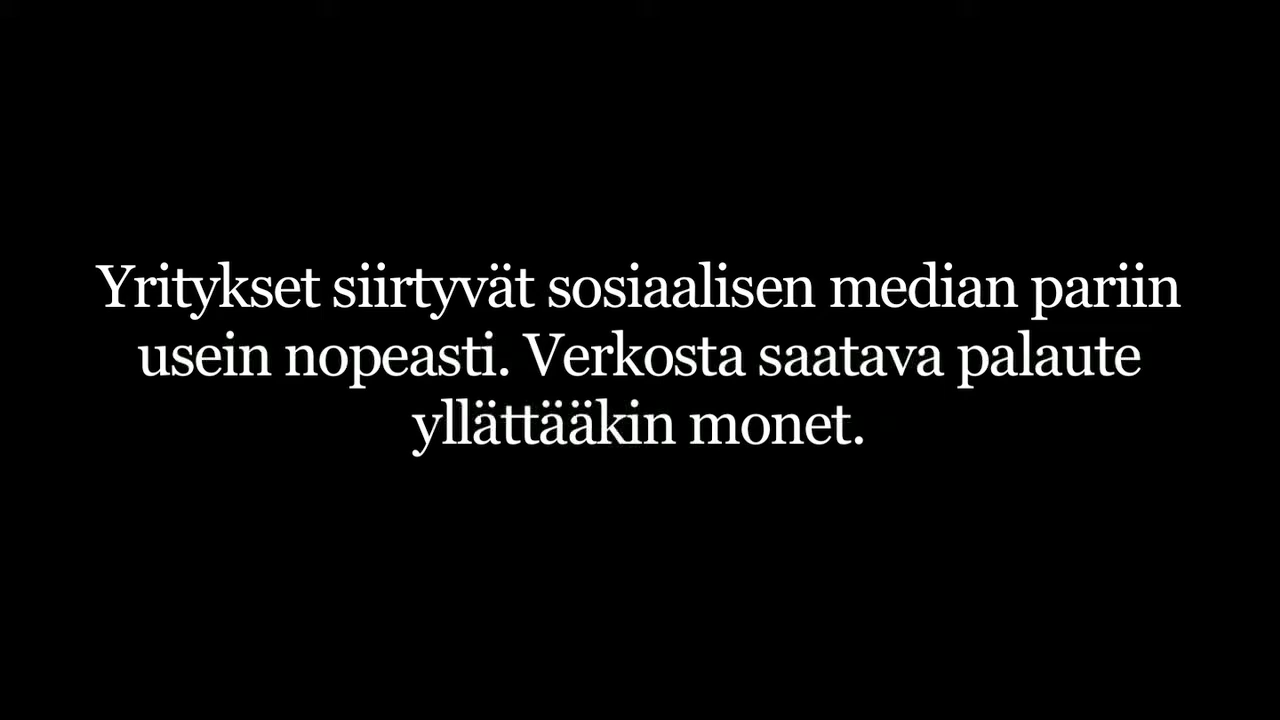 Yritykset siirtyvät sosiaalisen median pariin
usein nopeasti. Verkosta saatava palaute
yllättääkin monet.